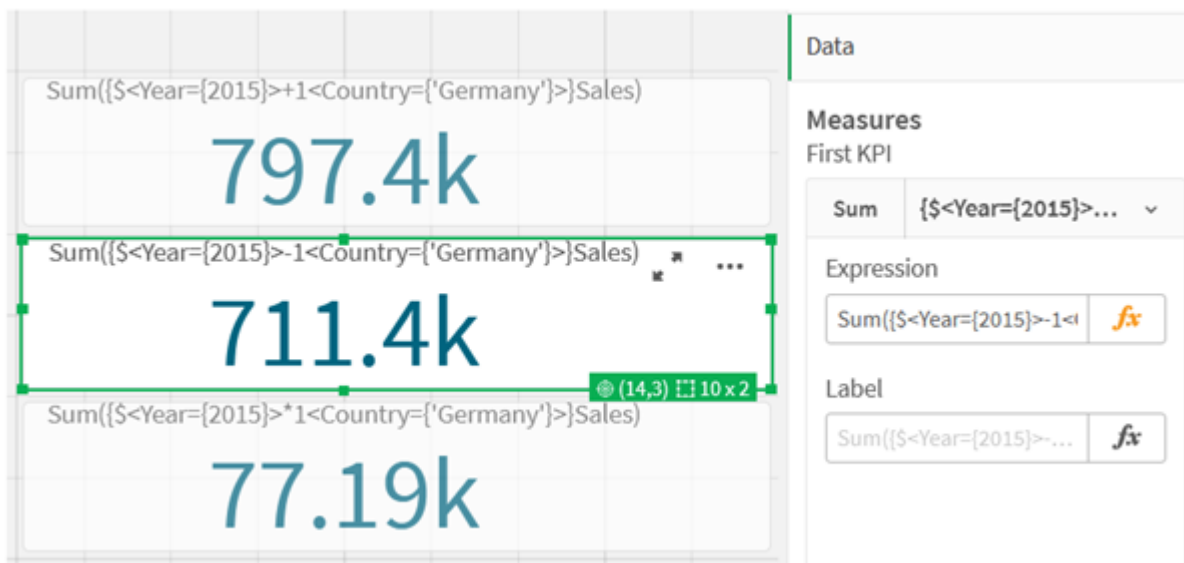 Sum({$<Year={2015}>+1<Country={'Germany'}>}Sales)
797.4k
Sum({$<Year={2015}>-1<Country={'Germany'}>}Sales)
711.4k
(14,3) 10 x 2
Sum({$<Year={2015}>*1<Country={'Germany'}>}Sales)
77.19k
Data
Measures
First KPI
Sum {$<Year={2015}>...
Expression
Sum({$<Year={2015}>-1<( fx
Label
Sum({$<Year={2015}>-... fx